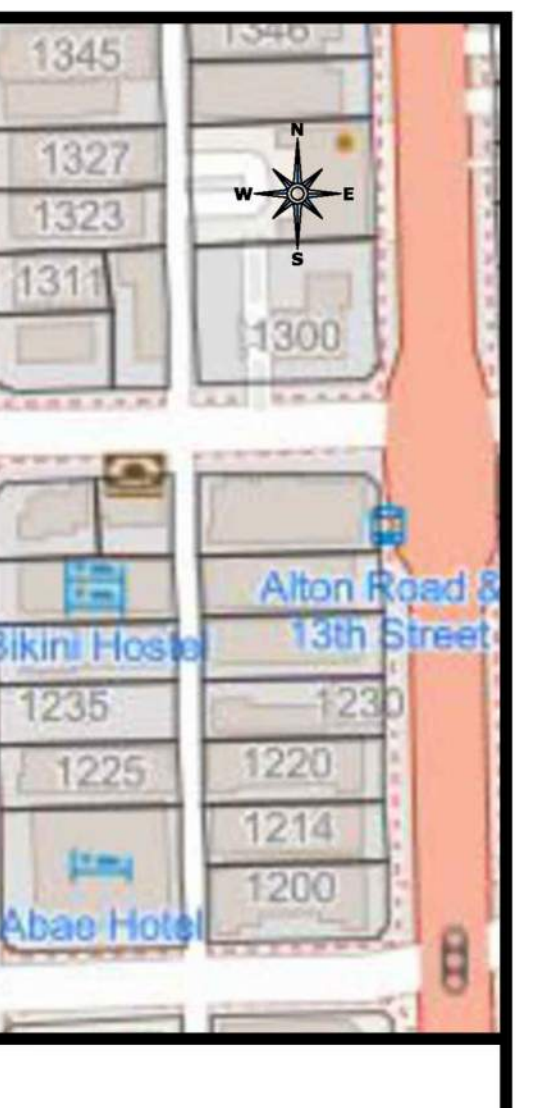 1345
1346
1327
N
W
E
1323
S
1311
1300
Alton Road &
13th Street
Bikini Hostel
1235
1230
1225
1220
1214
1200
Abae Hotel